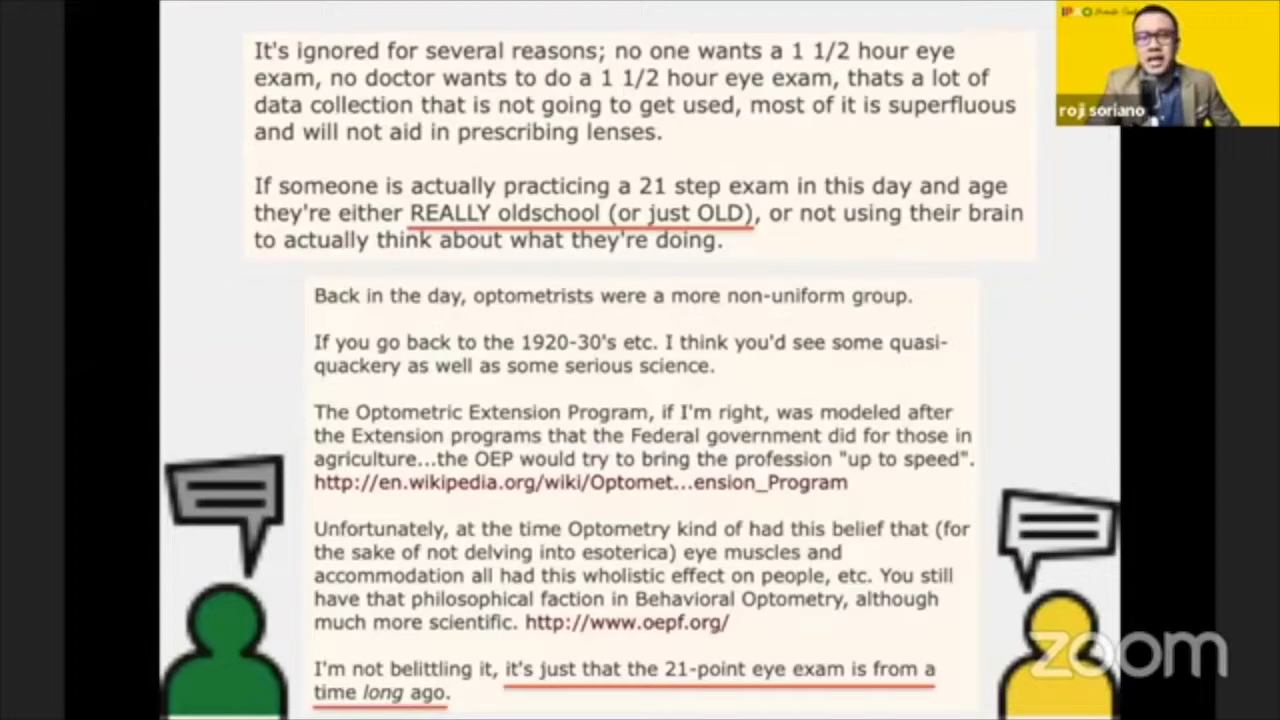 It's ignored for several reasons; no one wants a 1 1/2 hour eye
exam, no doctor wants to do a 1 1/2 hour eye exam, thats a lot of
data collection that is not going to get used, most of it is superfluous
and will not aid in prescribing lenses.
If someone is actually practicing a 21 step exam in this day and age
they're either REALLY oldschool (or just OLD), or not using their brain
to actually think about what they're doing.
Back in the day, optometrists were a more non-uniform group.
If you go back to the 1920-30's etc. I think you'd see some quasi-
quackery as well as some serious science.
The Optometric Extension Program, if I'm right, was modeled after
the Extension programs that the Federal government did for those in
agriculture...the OEP would try to bring the profession "up to speed".
http://en.wikipedia.org/wiki/Optomet...ension_Program
Unfortunately, at the time Optometry kind of had this belief that (for
the sake of not delving into esoterica) eye muscles and
accommodation all had this wholistic effect on people, etc. You still
have that philosophical faction in Behavioral Optometry, although
much more scientific. http://www.oepf.org/
I'm not belittling it, it's just that the 21-point eye exam is from a
time long ago.
roji soriano
zoom